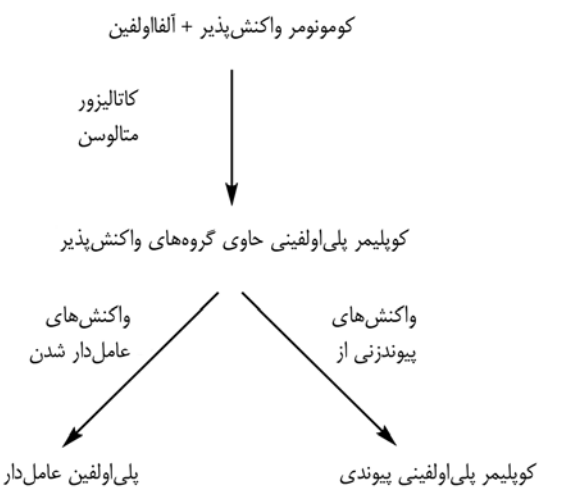 کومونومر واکنش‌پذیر + آلفااولفین
کاتالیزور
متالوسن
کوپلیمر پلی‌اولفینی حاوی گروه‌های واکنش‌پذیر
واکنش‌های
پیوندزنی از
واکنش‌های
عامل‌دار شدن
کوپلیمر پلی‌اولفینی پیوندی
پلی‌اولفین عامل‌دار